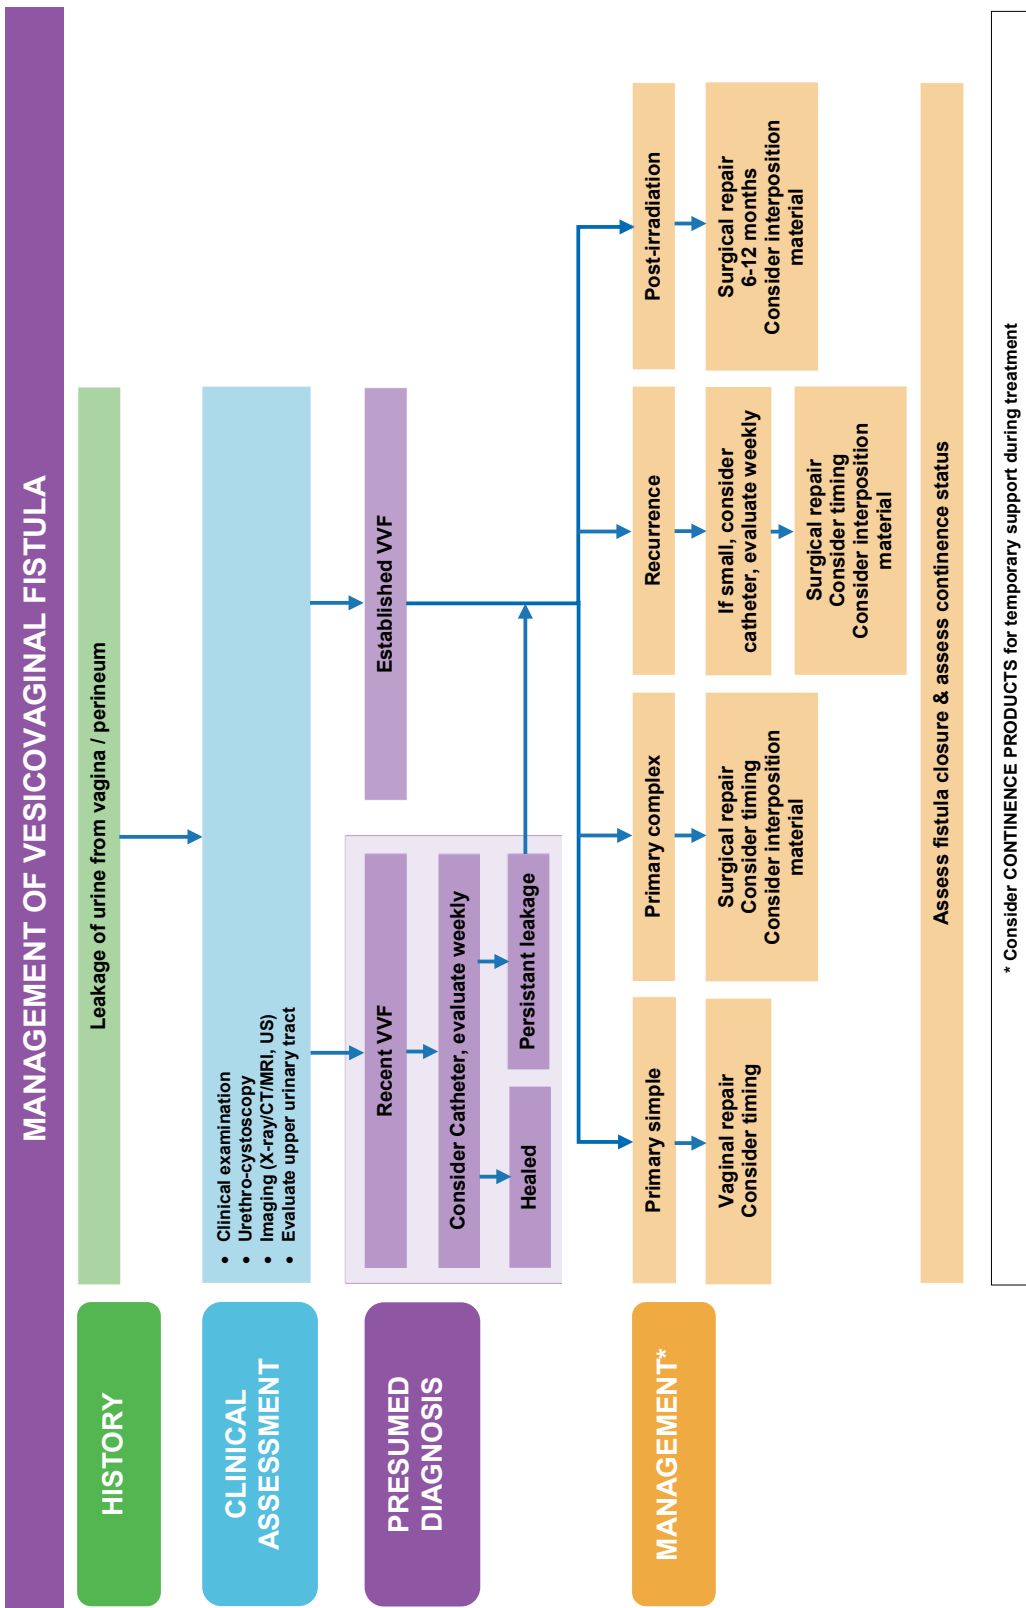 MANAGEMENT OF VESICOVAGINAL FISTULA
HISTORY
Leakage of urine from vagina / perineum
CLINICAL
ASSESSMENT
• Clinical examination
• Urethro-cystoscopy
• Imaging (X-ray/CT/MRI, US)
• Evaluate upper urinary tract
PRESUMED
DIAGNOSIS
Recent VVF
Consider Catheter, evaluate weekly
Healed
Persistant leakage
Established VVF
MANAGEMENT*
Primary simple
Vaginal repair
Consider timing
Primary complex
Surgical repair
Consider timing
Consider interposition
material
Recurrence
If small, consider
catheter, evaluate weekly
Surgical repair
Consider timing
Consider interposition
material
Post-irradiation
Surgical repair
6-12 months
Consider interposition
material
Assess fistula closure & assess continence status
* Consider CONTINENCE PRODUCTS for temporary support during treatment